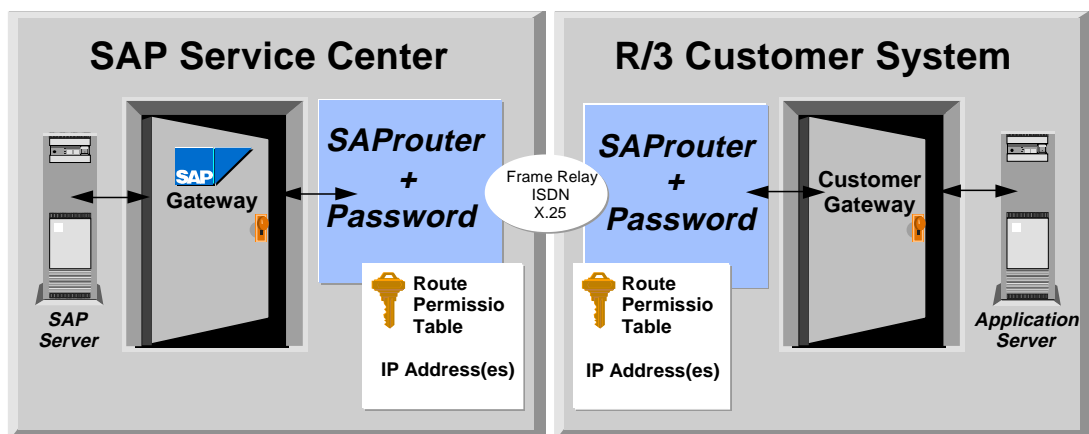 SAP Service Center
SAProuter
+
Password
SAP
Gateway
SAP
Server
Route
Permissio
Table
IP Address(es)
Frame Relay
ISDN
X.25
R/3 Customer System
SAProuter
+
Password
Customer
Gateway
Application
Server
Route
Permissio
Table
IP Address(es)